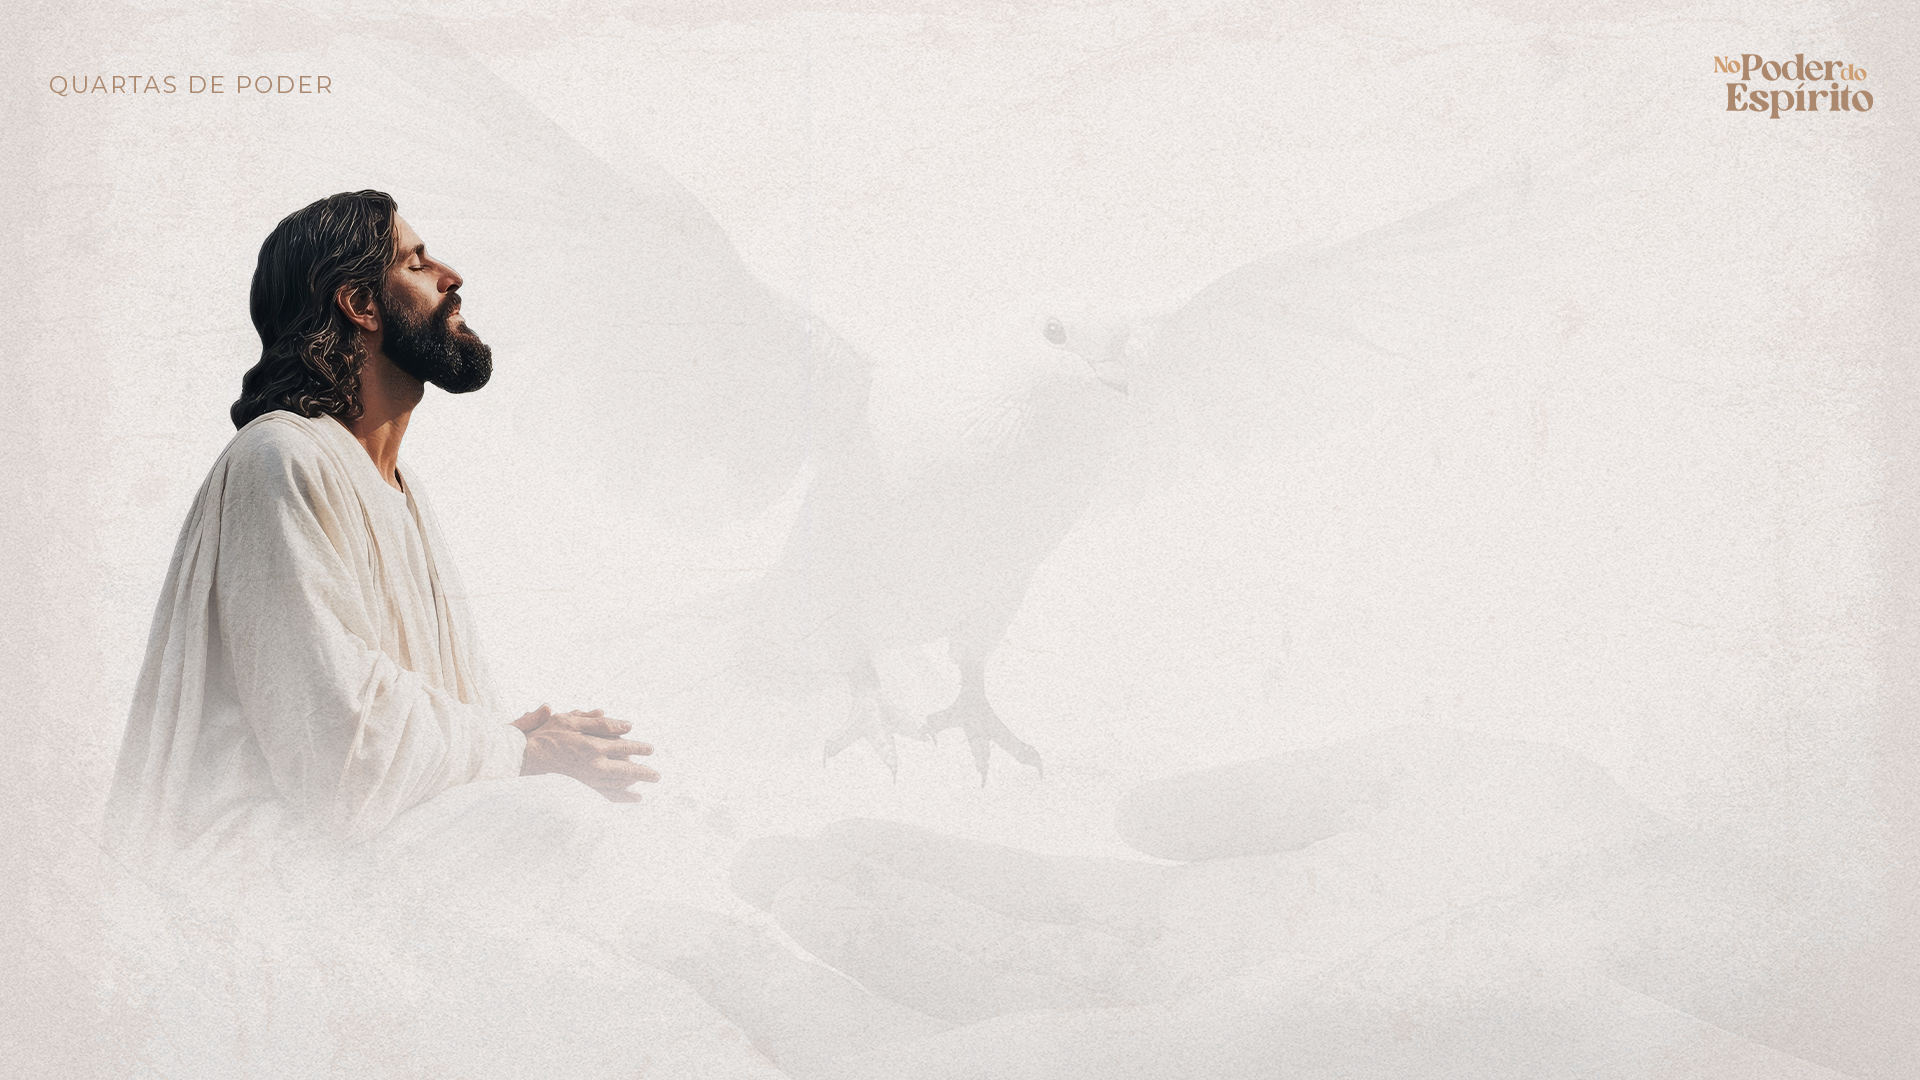 QUARTAS DE PODER
No Poder do
Espírito